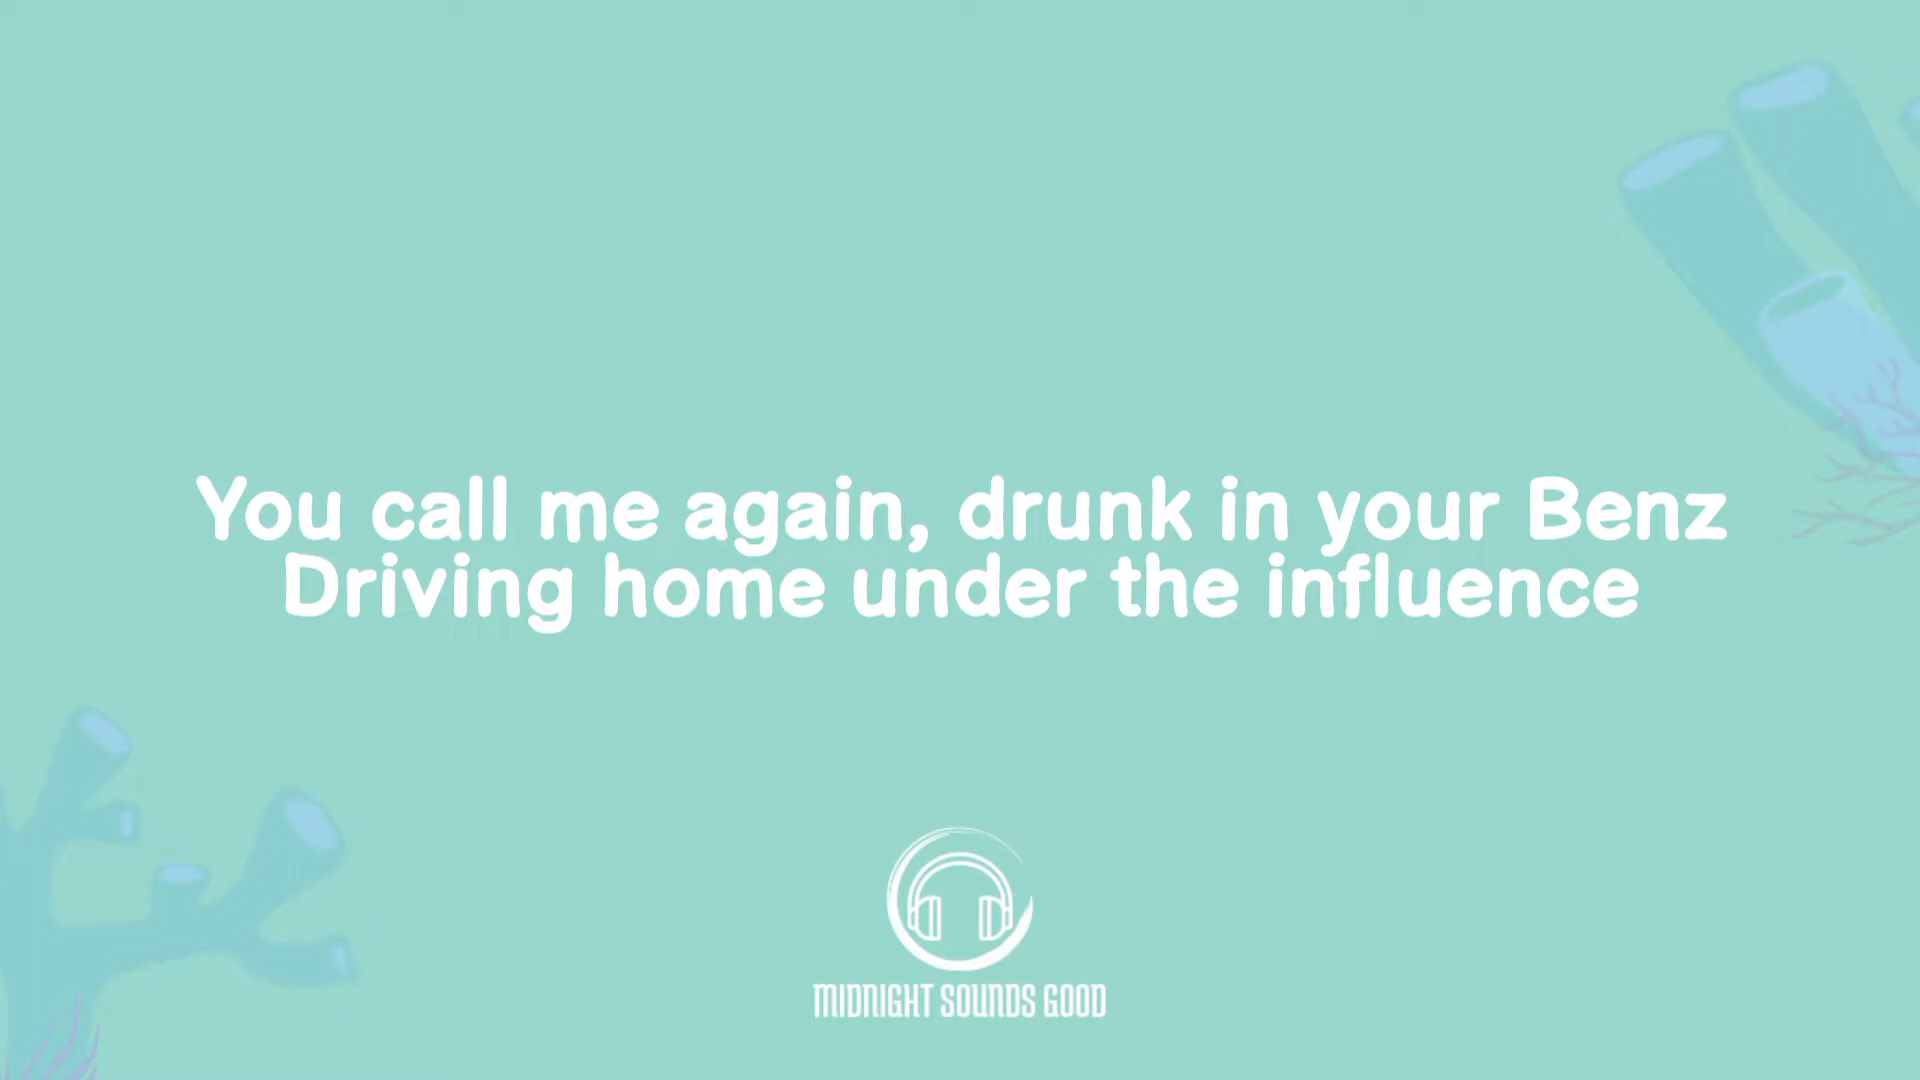 You call me again, drunk in your Benz
Driving home under the influence
MIDNIGHT SOUNDS GOOD